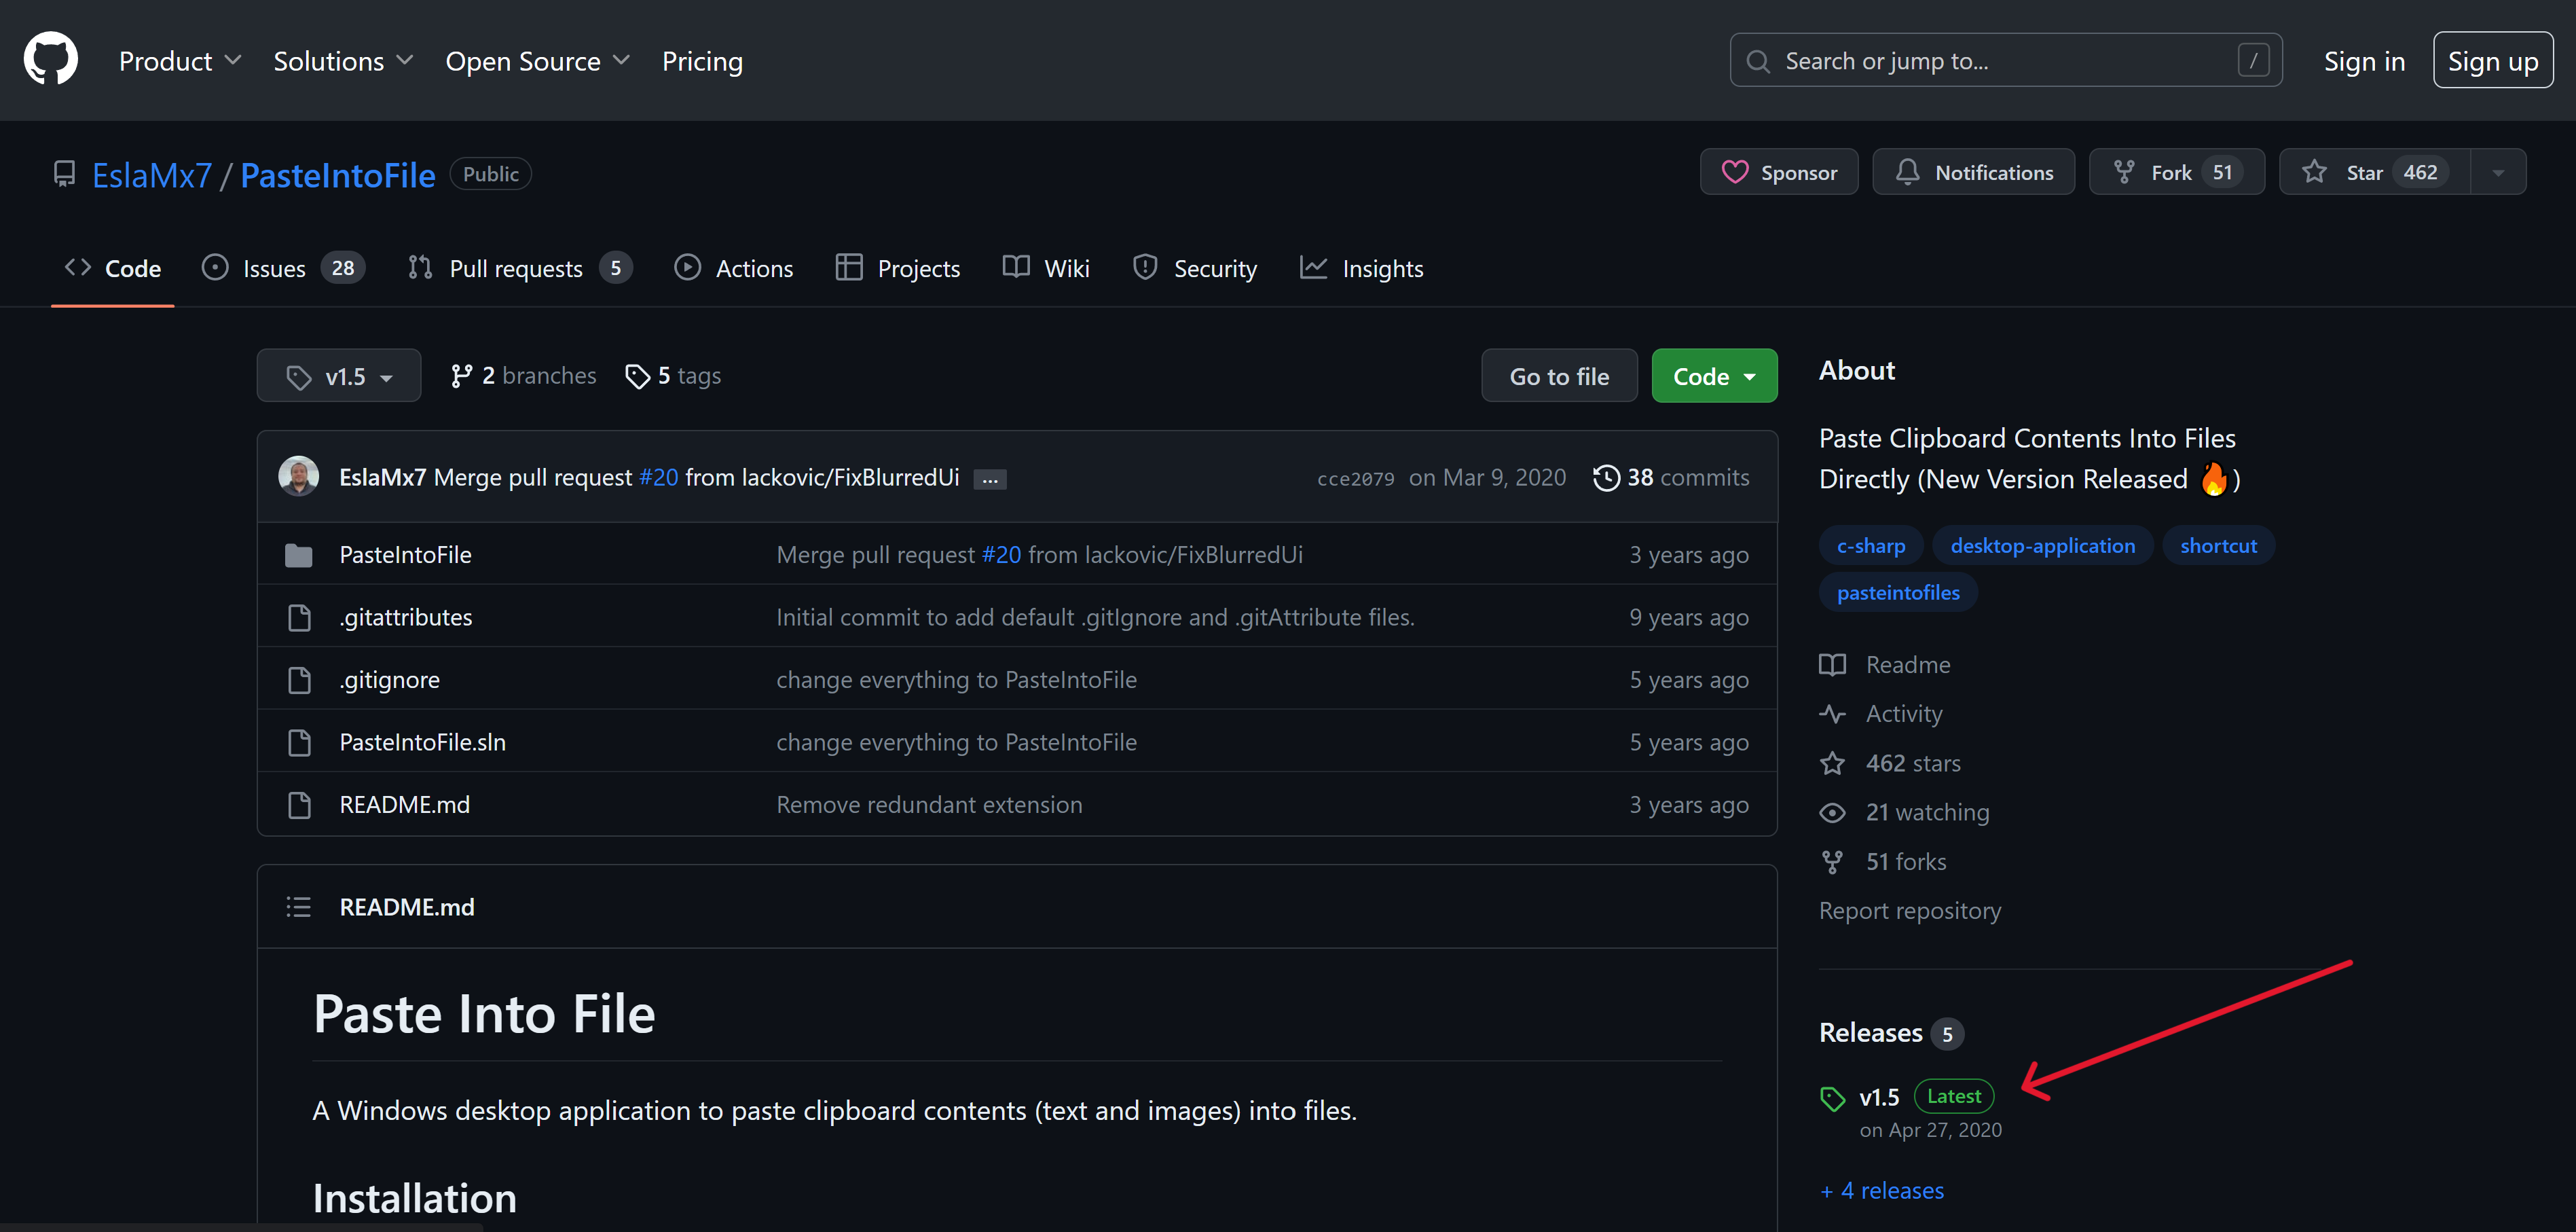 Product Solutions Open Source Pricing Search or jump to... / Sign in Sign up
EslaMx7 / PasteIntoFile Public Sponsor Notifications Fork 51 Star 462
Code Issues 28 Pull requests 5 Actions Projects Wiki Security Insights
v1.5 2 branches 5 tags Go to file Code
EslaMx7 Merge pull request #20 from lackovic/FixBlurredUi ... cce2079 on Mar 9, 2020 38 commits
PasteIntoFile Merge pull request #20 from lackovic/FixBlurredUi 3 years ago
.gitattributes Initial commit to add default .gitIgnore and .gitAttribute files. 9 years ago
.gitignore change everything to PasteIntoFile 5 years ago
PasteIntoFile.sln change everything to PasteIntoFile 5 years ago
README.md Remove redundant extension 3 years ago
README.md
Paste Into File
A Windows desktop application to paste clipboard contents (text and images) into files.
Installation
About
Paste Clipboard Contents Into Files
Directly (New Version Released 🔥)
c-sharp desktop-application shortcut
pasteintofiles
Readme
Activity
462 stars
21 watching
51 forks
Report repository
Releases 5
v1.5 Latest
on Apr 27, 2020
+ 4 releases